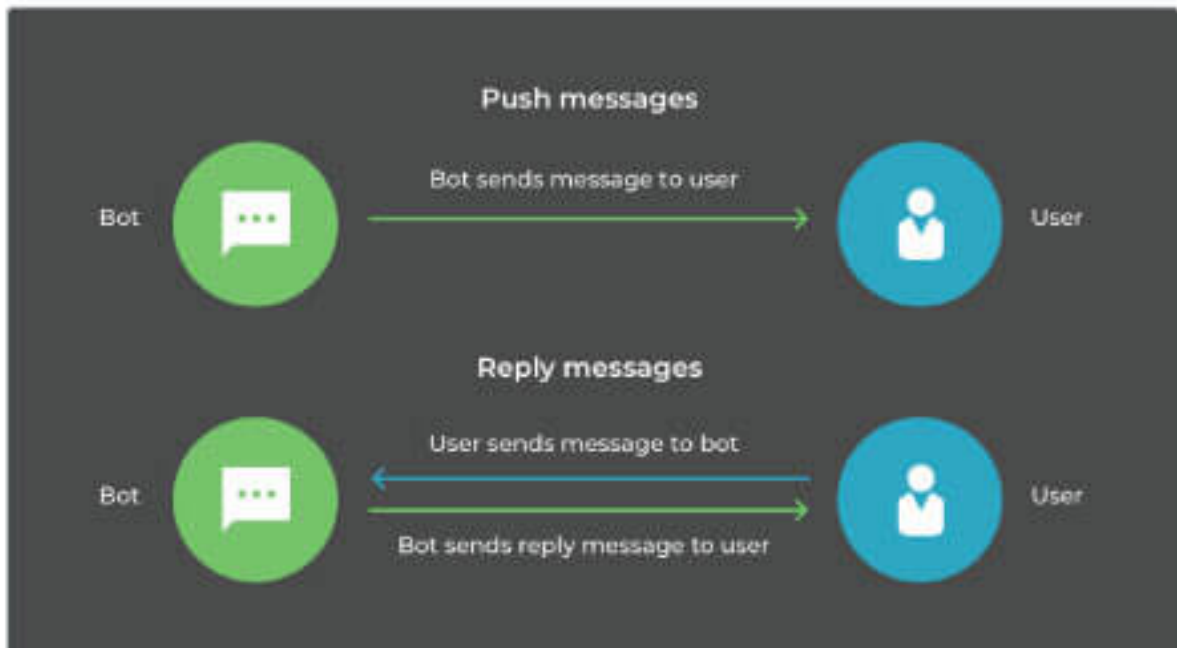 Push messages
Bot sends message to user
Bot
User
Reply messages
User sends message to bot
Bot
User
Bot sends reply message to user